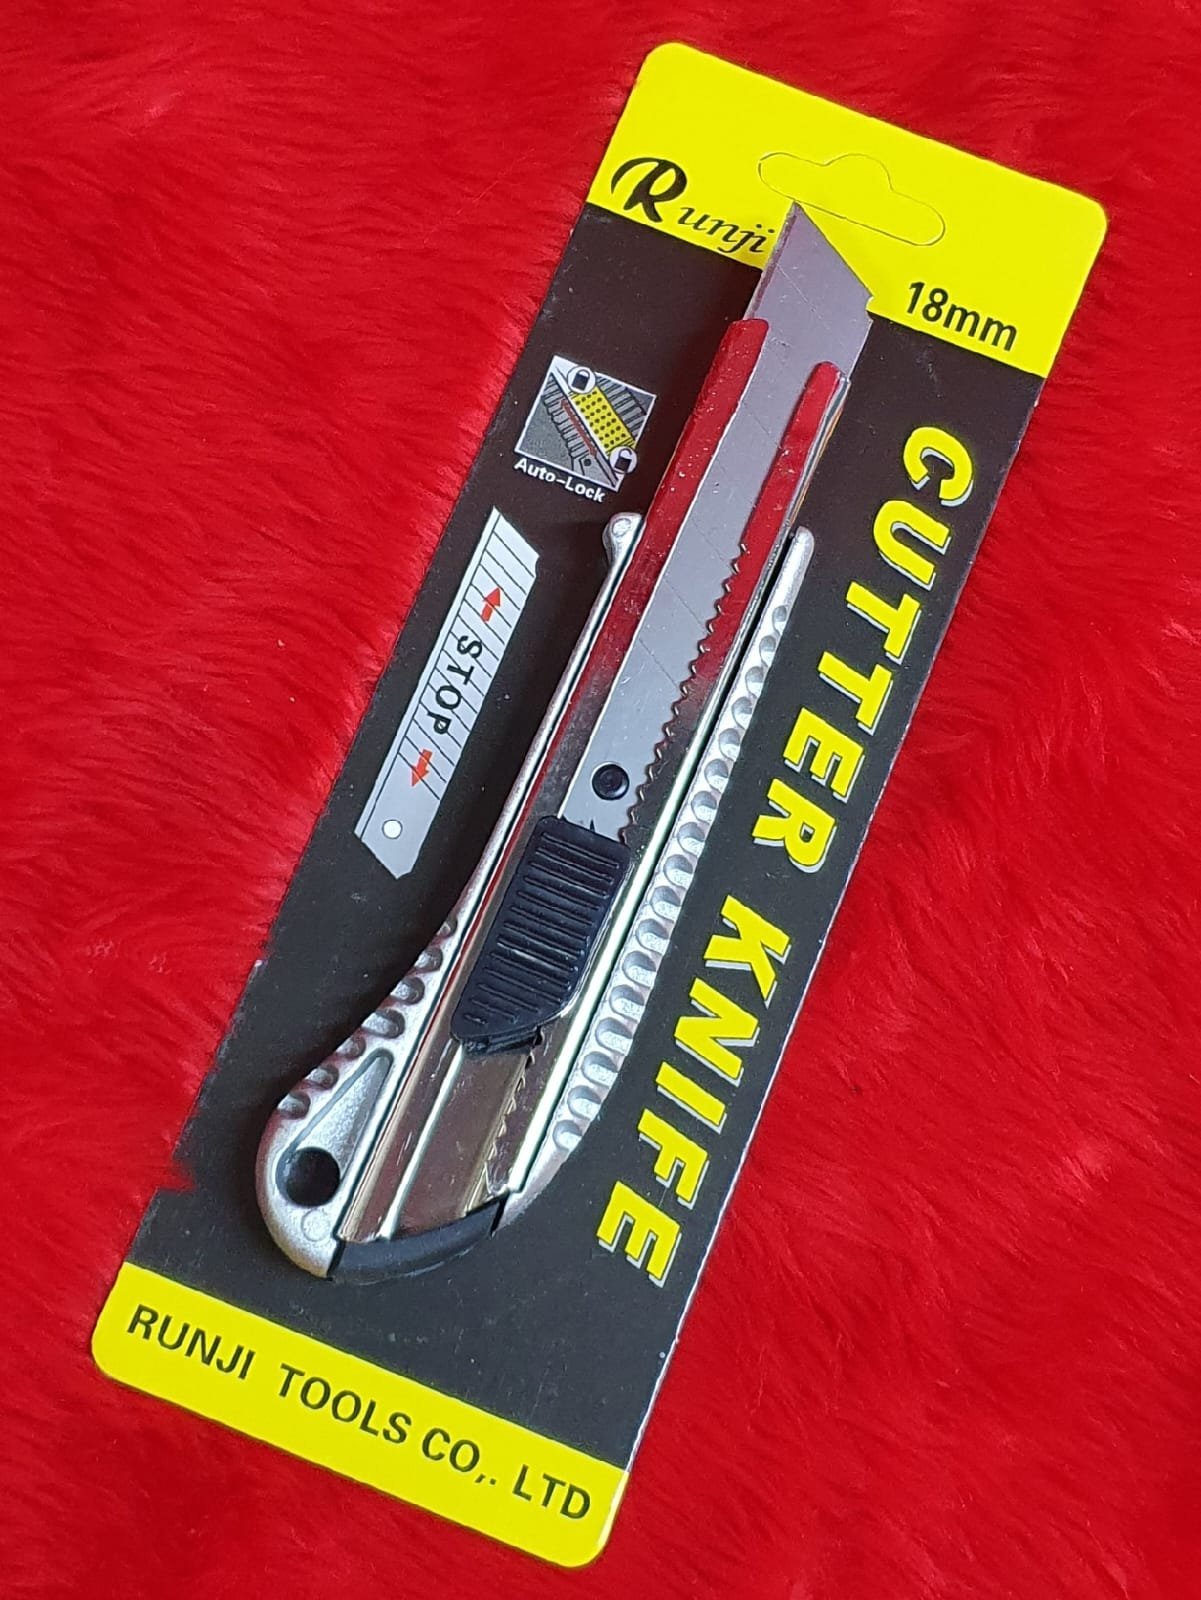 Runji
18mm
Auto-Lock
STOP
CUTTER KNIFE
RUNJI TOOLS CO,. LTD